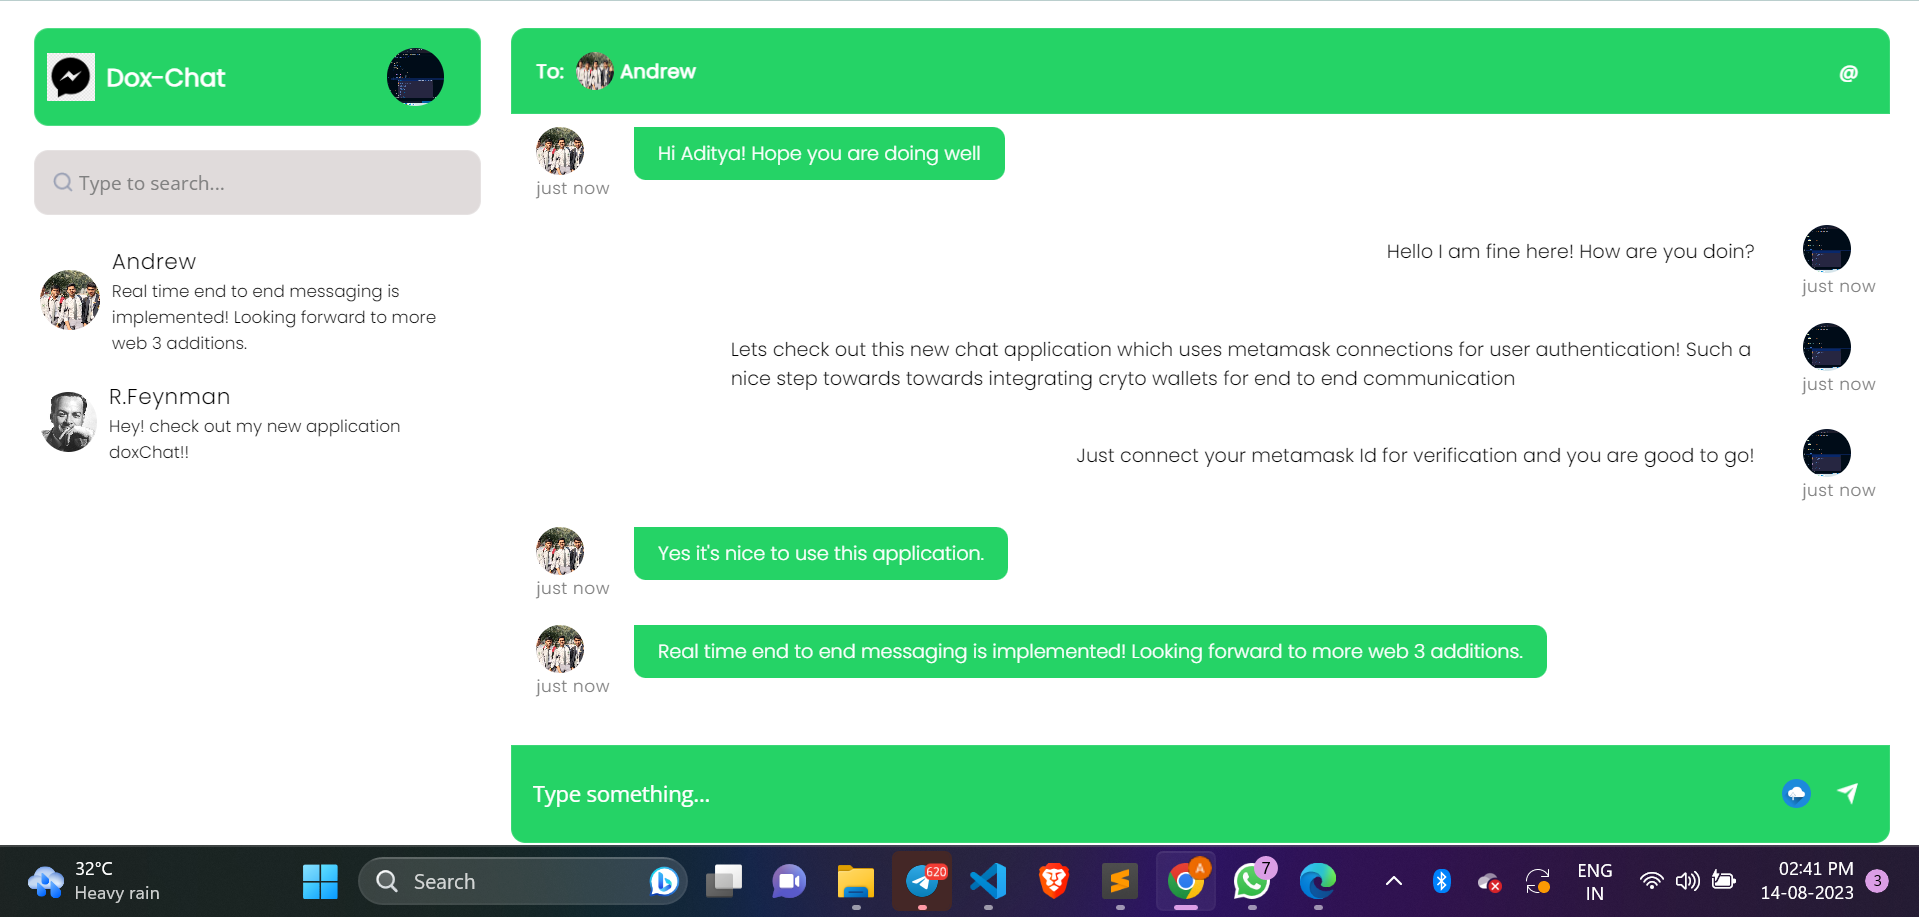 Dox-Chat
Type to search...
Andrew
Real time end to end messaging is
implemented! Looking forward to more
web 3 additions.
R.Feynman
Hey! check out my new application
doxChat!!
To: Andrew
@
Hi Aditya! Hope you are doing well
just now
Hello I am fine here! How are you doin?
just now
Lets check out this new chat application which uses metamask connections for user authentication! Such a
nice step towards towards integrating cryto wallets for end to end communication
just now
Just connect your metamask Id for verification and you are good to go!
just now
Yes it's nice to use this application.
just now
Real time end to end messaging is implemented! Looking forward to more web 3 additions.
just now
Type something...
32°C
Heavy rain
Search
620
A
7
ENG
IN
02:41 PM
14-08-2023
3